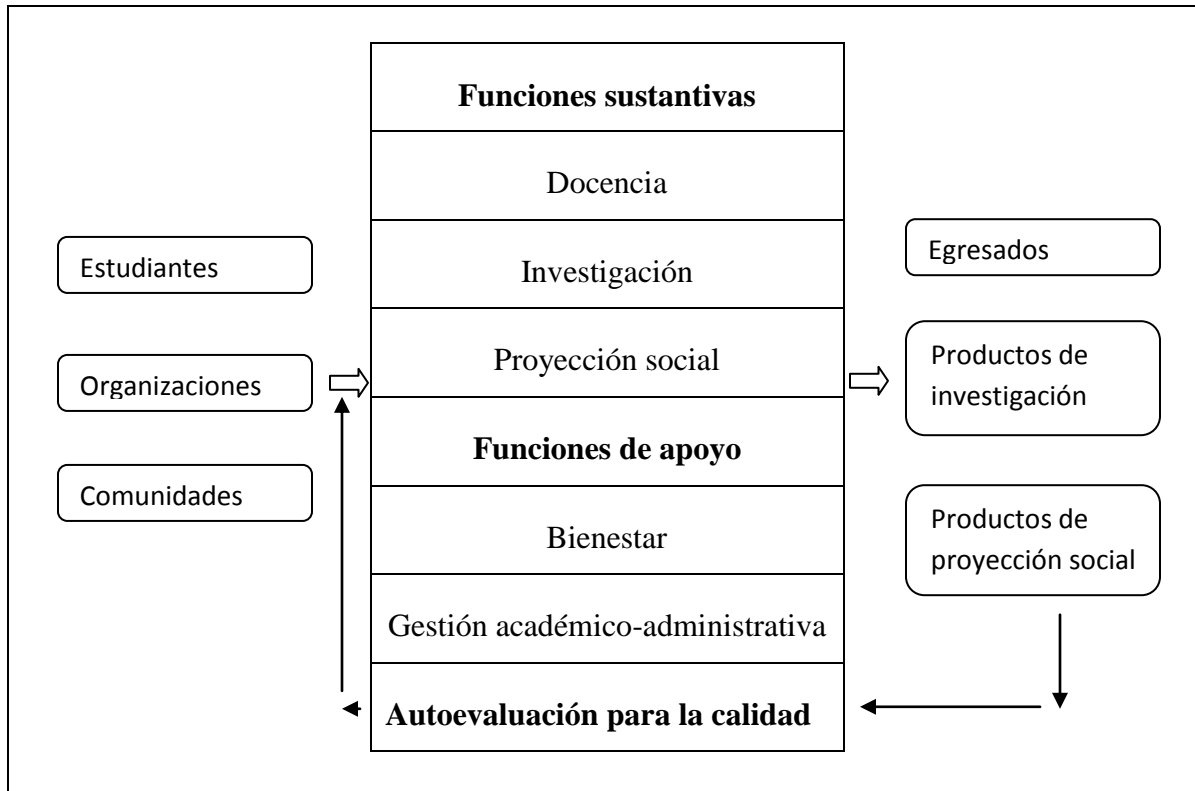 Funciones sustantivas
Docencia
Investigación
Proyección social
Funciones de apoyo
Bienestar
Gestión académico-administrativa
Autoevaluación para la calidad
Estudiantes
Organizaciones
Comunidades
Egresados
Productos de
investigación
Productos de
proyección social